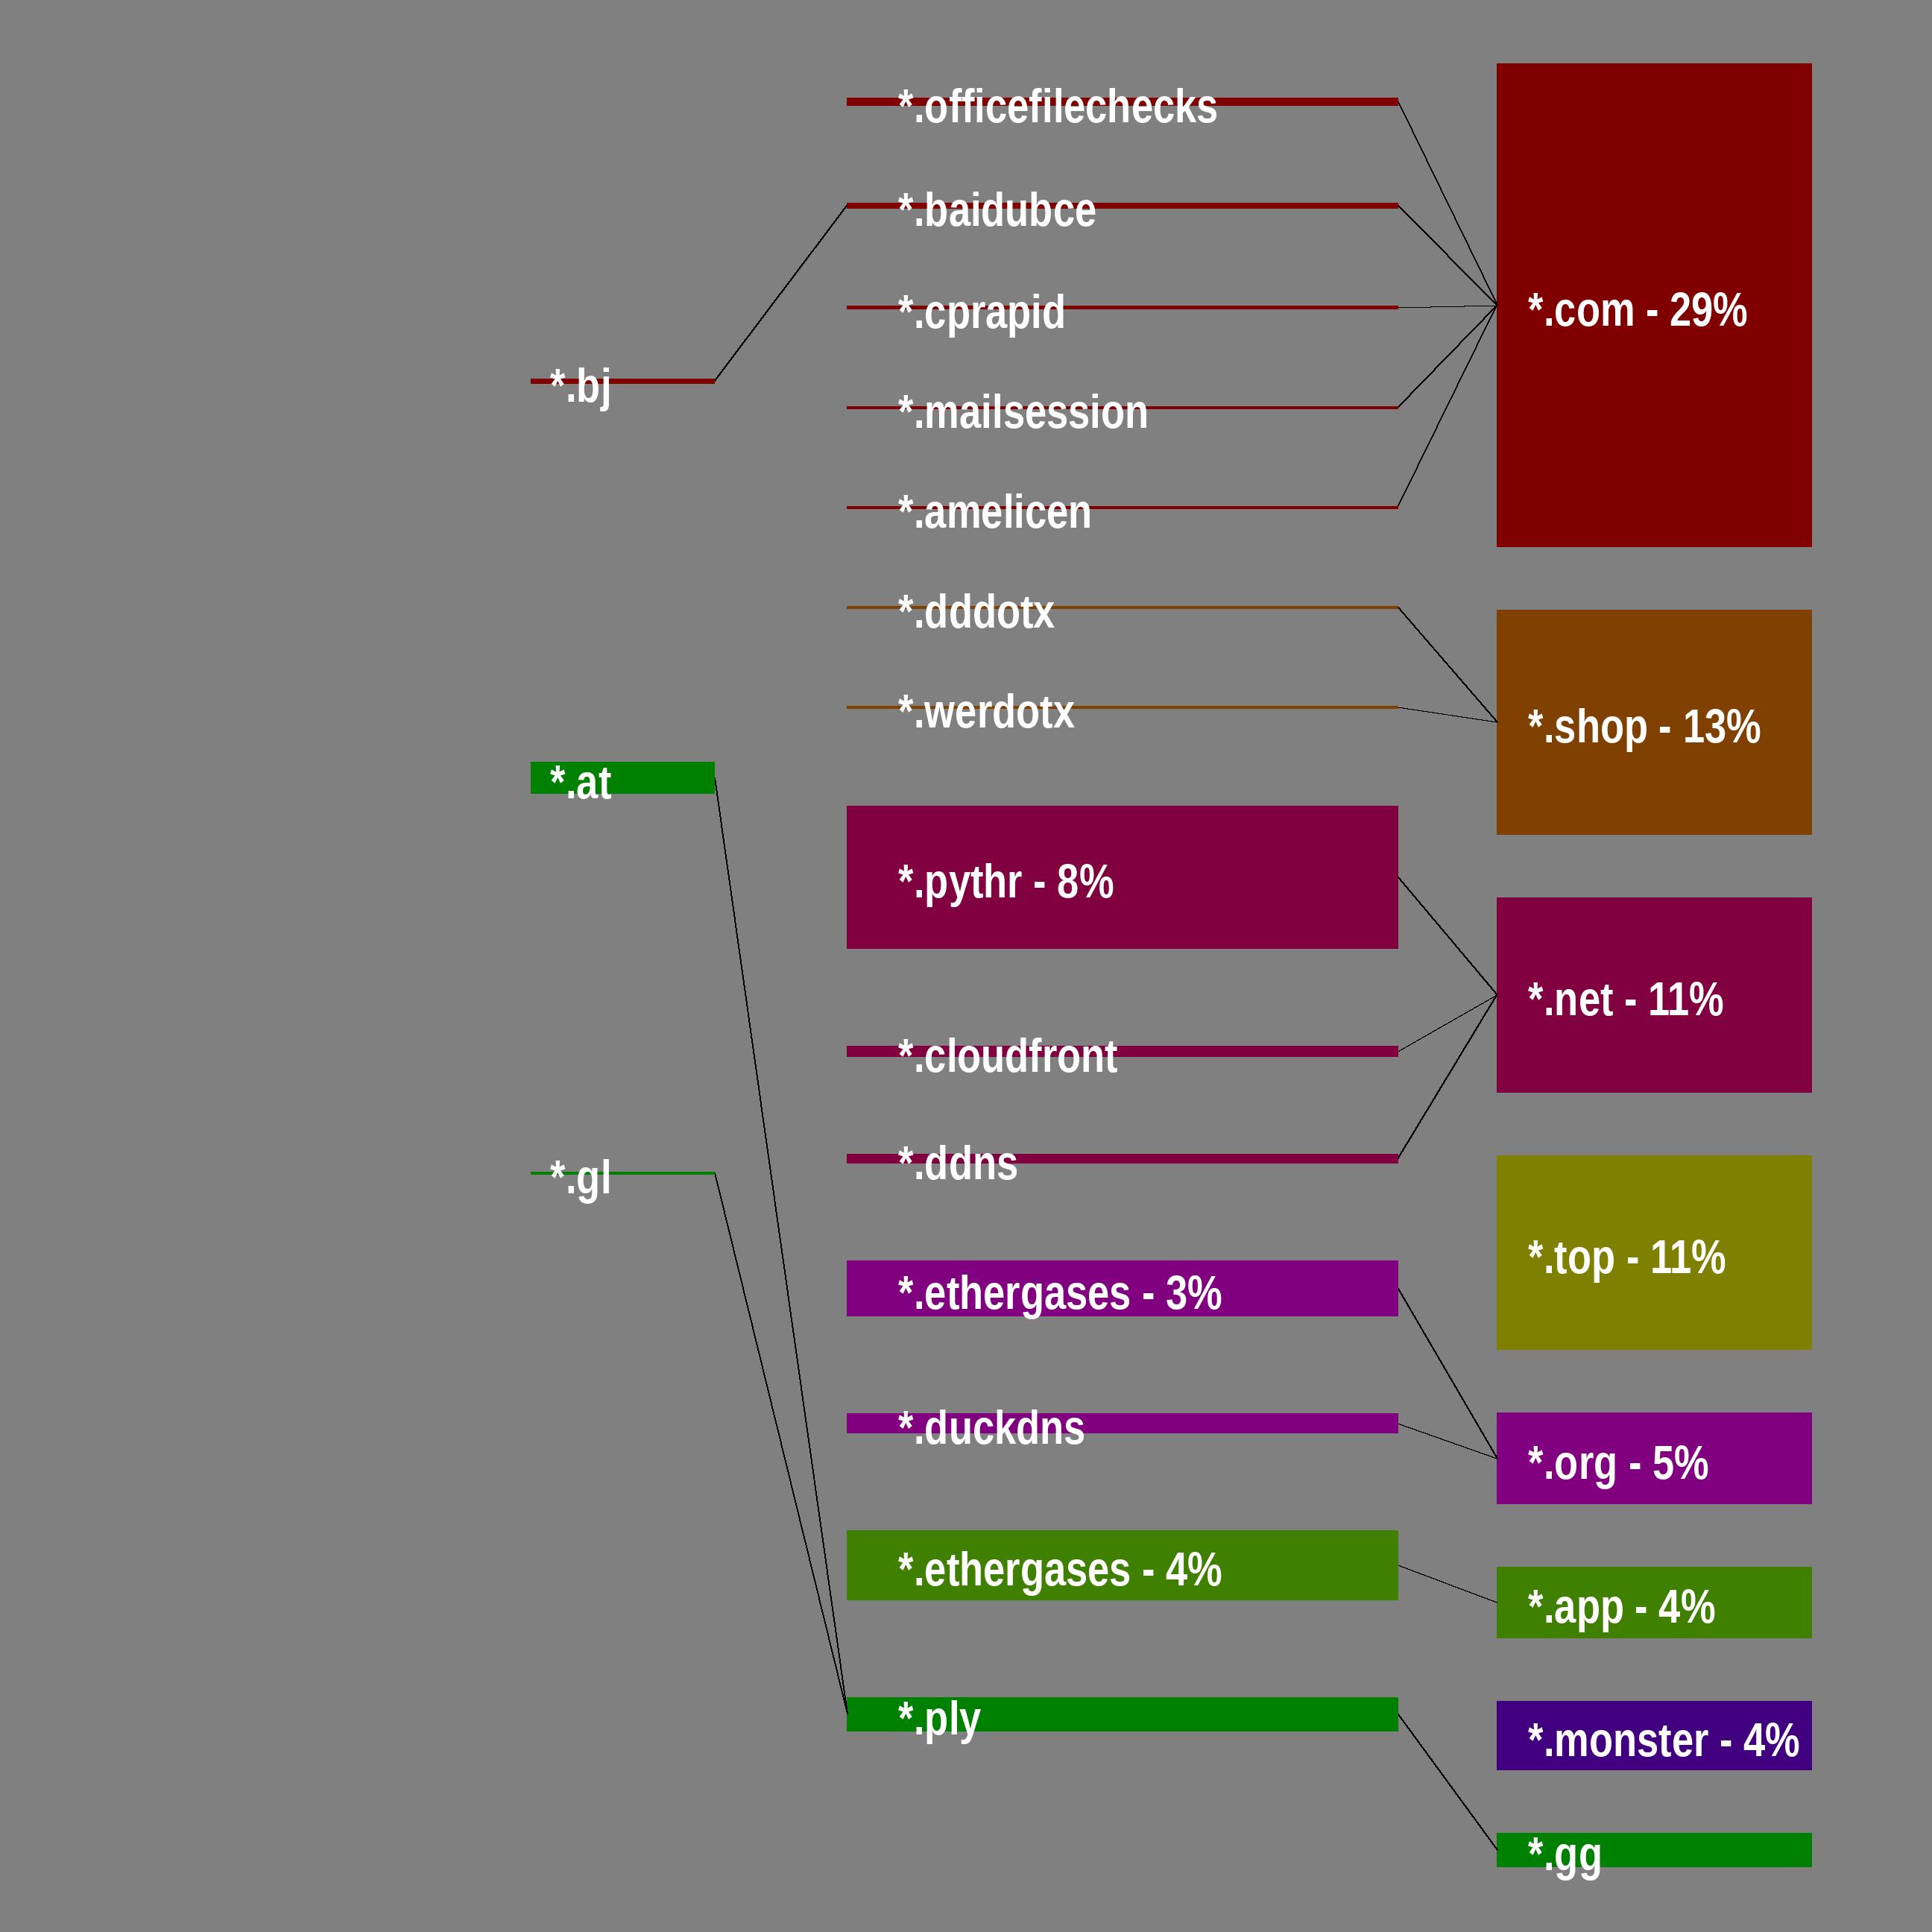 *.bj
*.at
*.gl
*.officefilechecks
*.baidubce
*.cprapid
*.mailsession
*.amelicen
*.dddotx
*.werdotx
*.pythr - 8%
*.cloudfront
*.ddns
*.ethergases - 3%
*.duckdns
*.ethergases - 4%
*.ply
*.com - 29%
*.shop - 13%
*.net - 11%
*.top - 11%
*.org - 5%
*.app - 4%
*.monster - 4%
*.gg